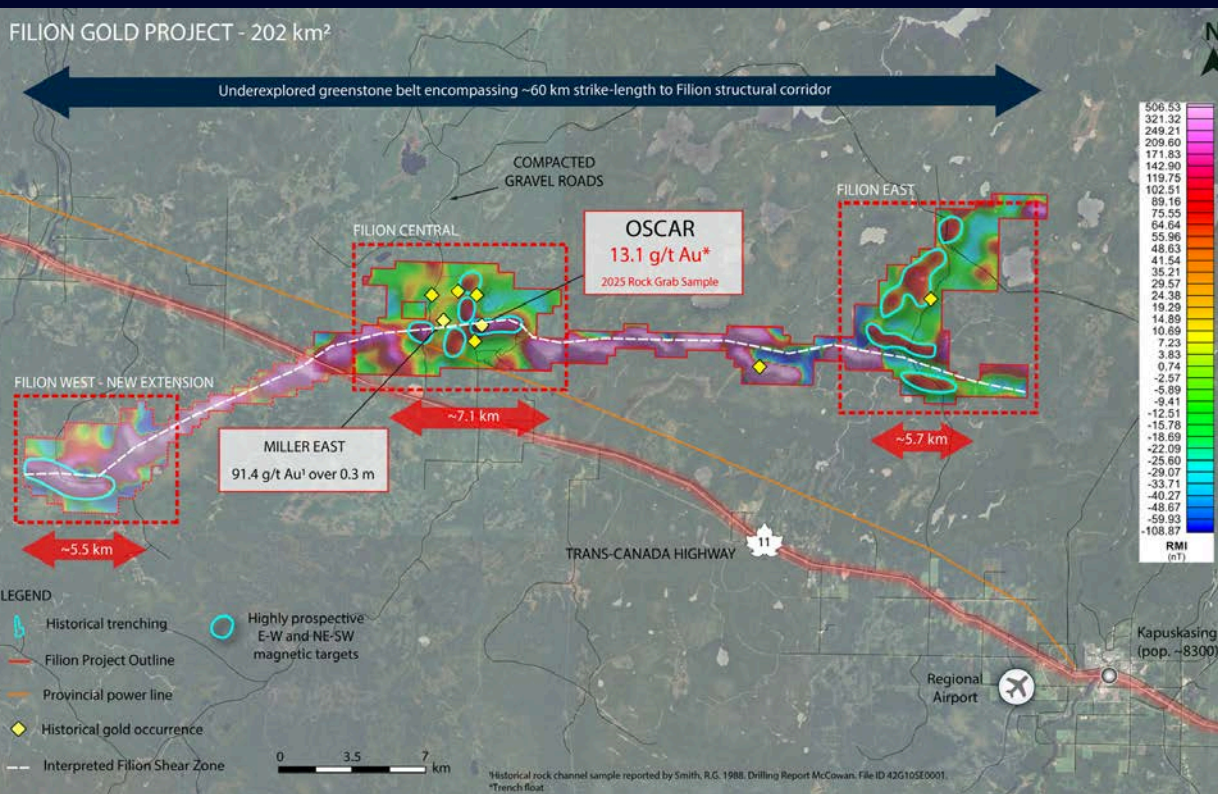 FILION GOLD PROJECT - 202 km²
N
Underexplored greenstone belt encompassing ~60 km strike-length to Filion structural corridor
COMPACTED
GRAVEL ROADS
FILION EAST
FILION CENTRAL
OSCAR
13.1 g/t Au*
2025 Rock Grab Sample
FILION WEST - NEW EXTENSION
~7.1 km
~5.7 km
MILLER EAST
91.4 g/t Au¹ over 0.3 m
~5.5 km
TRANS-CANADA HIGHWAY
11
506.53
321.32
249.21
209.60
171.83
142.90
119.75
102.51
89.16
75.55
64.64
55.96
48.63
41.54
35.21
29.57
24.38
19.29
14.89
10.69
7.23
3.83
0.74
-2.57
-5.89
-9.41
-12.51
-15.78
-18.69
-22.09
-25.60
-29.07
-33.71
-40.27
-48.67
-59.93
-108.87
RMI
(nT)
LEGEND
Historical trenching
Highly prospective
E-W and NE-SW
magnetic targets
Filion Project Outline
Provincial power line
Historical gold occurrence
Interpreted Filion Shear Zone
Kapuskasing
(pop. ~8300)
Regional
Airport
0 3.5 7
km
¹Historical rock channel sample reported by Smith, R.G. 1988. Drilling Report McCowan. File ID 42G10SE0001.
*Trench float